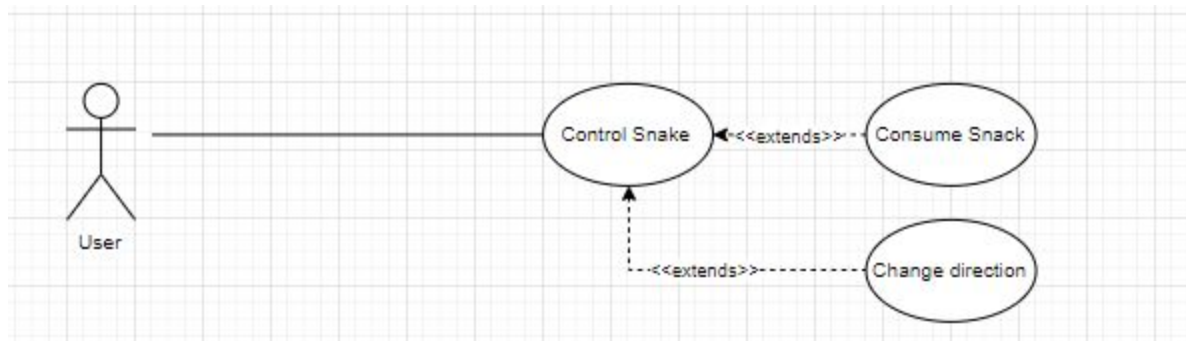 Control Snake
<<extends>>
Consume Snack
User
<<extends>>
Change direction